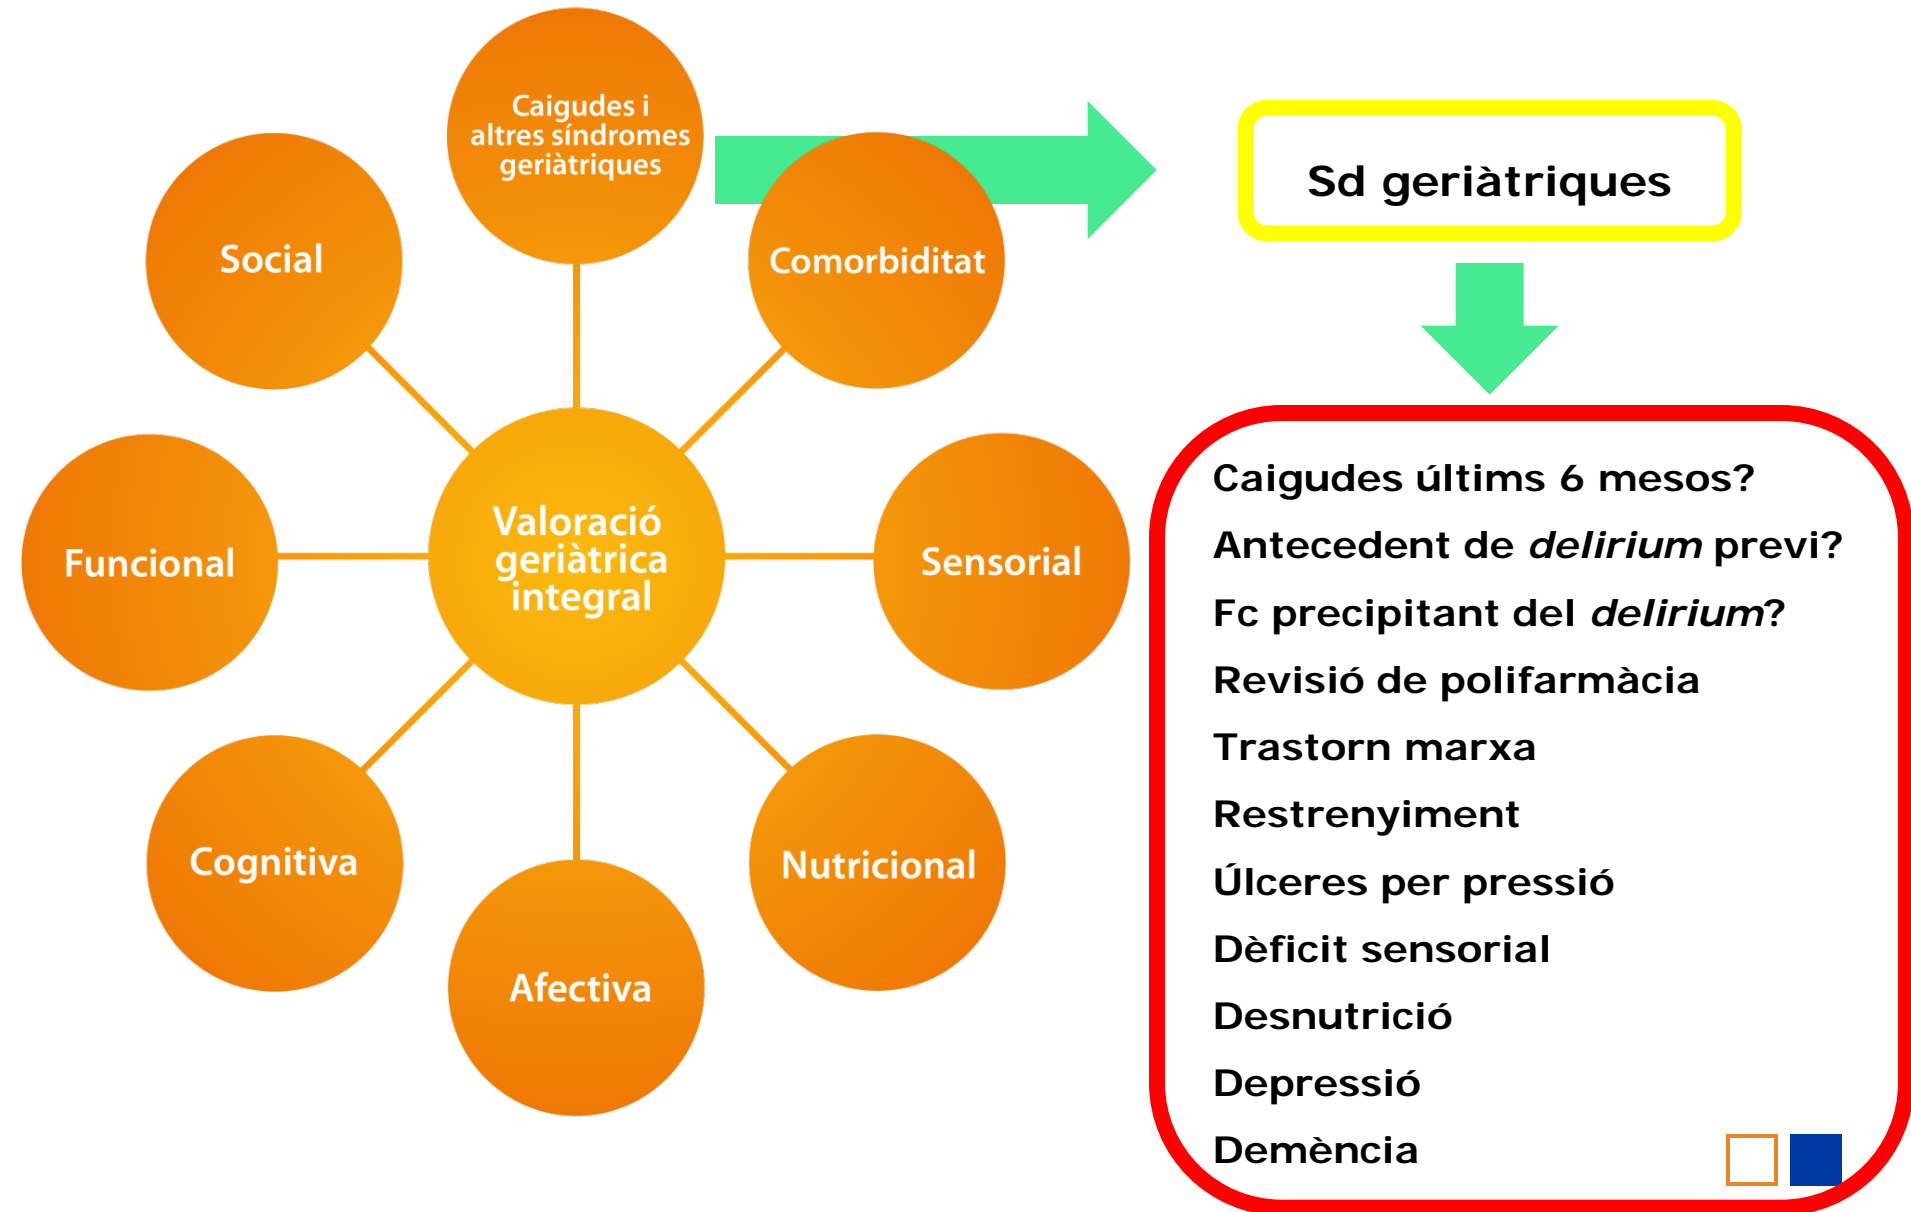 Caigudes i
altres síndromes
geriàtriques
Social
Comorbiditat
Funcional
Valoració
geriàtrica
integral
Sensorial
Cognitiva
Nutricional
Afectiva
Sd geriàtriques
Caigudes últims 6 mesos?
Antecedent de delirium previ?
Fc precipitant del delirium?
Revisió de polifarmàcia
Trastorn marxa
Restrenyiment
Úlceres per pressió
Dèficit sensorial
Desnutrició
Depressió
Demència